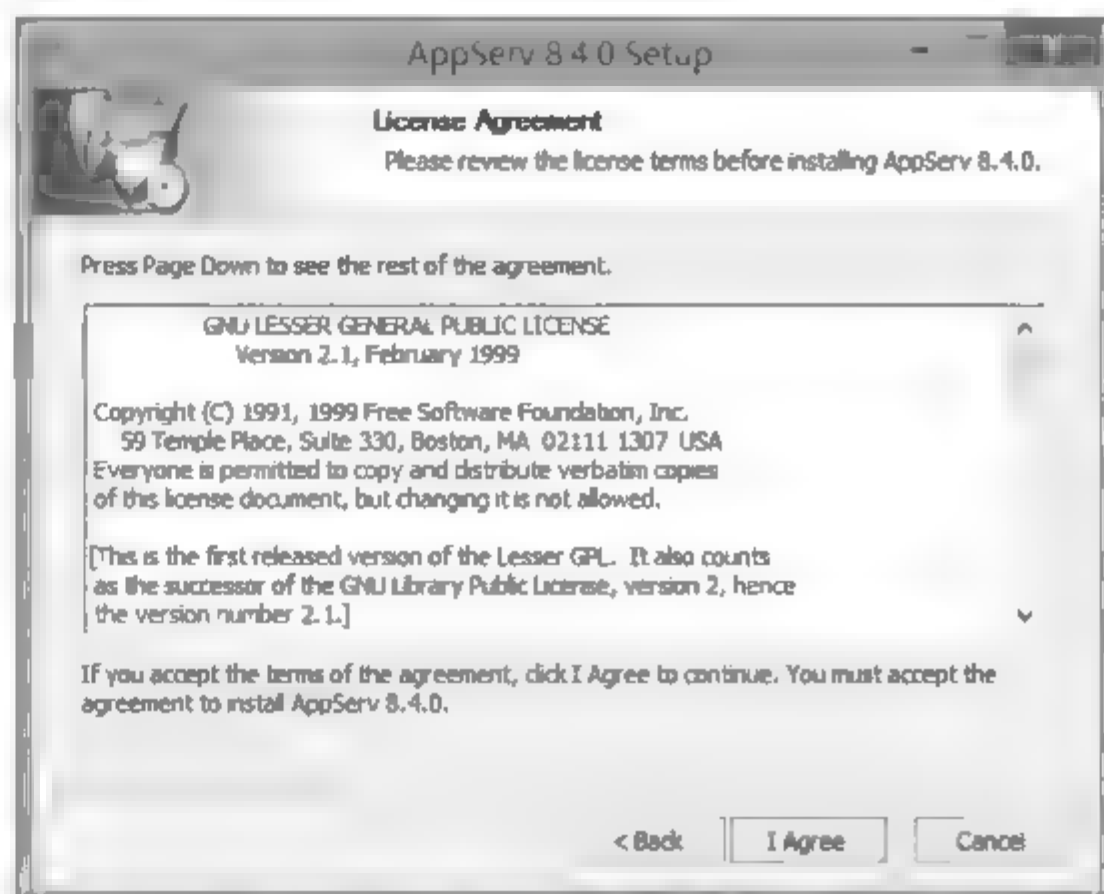 AppServ 8.4.0 Setup
License Agreement
Please review the license terms before installing AppServ 8.4.0.
Press Page Down to see the rest of the agreement.
GNU LESSER GENERAL PUBLIC LICENSE
Version 2.1, February 1999
Copyright (C) 1991, 1999 Free Software Foundation, Inc.
59 Temple Place, Suite 330, Boston, MA 02111 1307 USA
Everyone is permitted to copy and distribute verbatim copies
of this license document, but changing it is not allowed.
[This is the first released version of the Lesser GPL. It also counts
as the successor of the GNU Library Public License, version 2, hence
the version number 2.1.]
If you accept the terms of the agreement, click I Agree to continue. You must accept the
agreement to install AppServ 8.4.0.
< Back
I Agree
Cancel